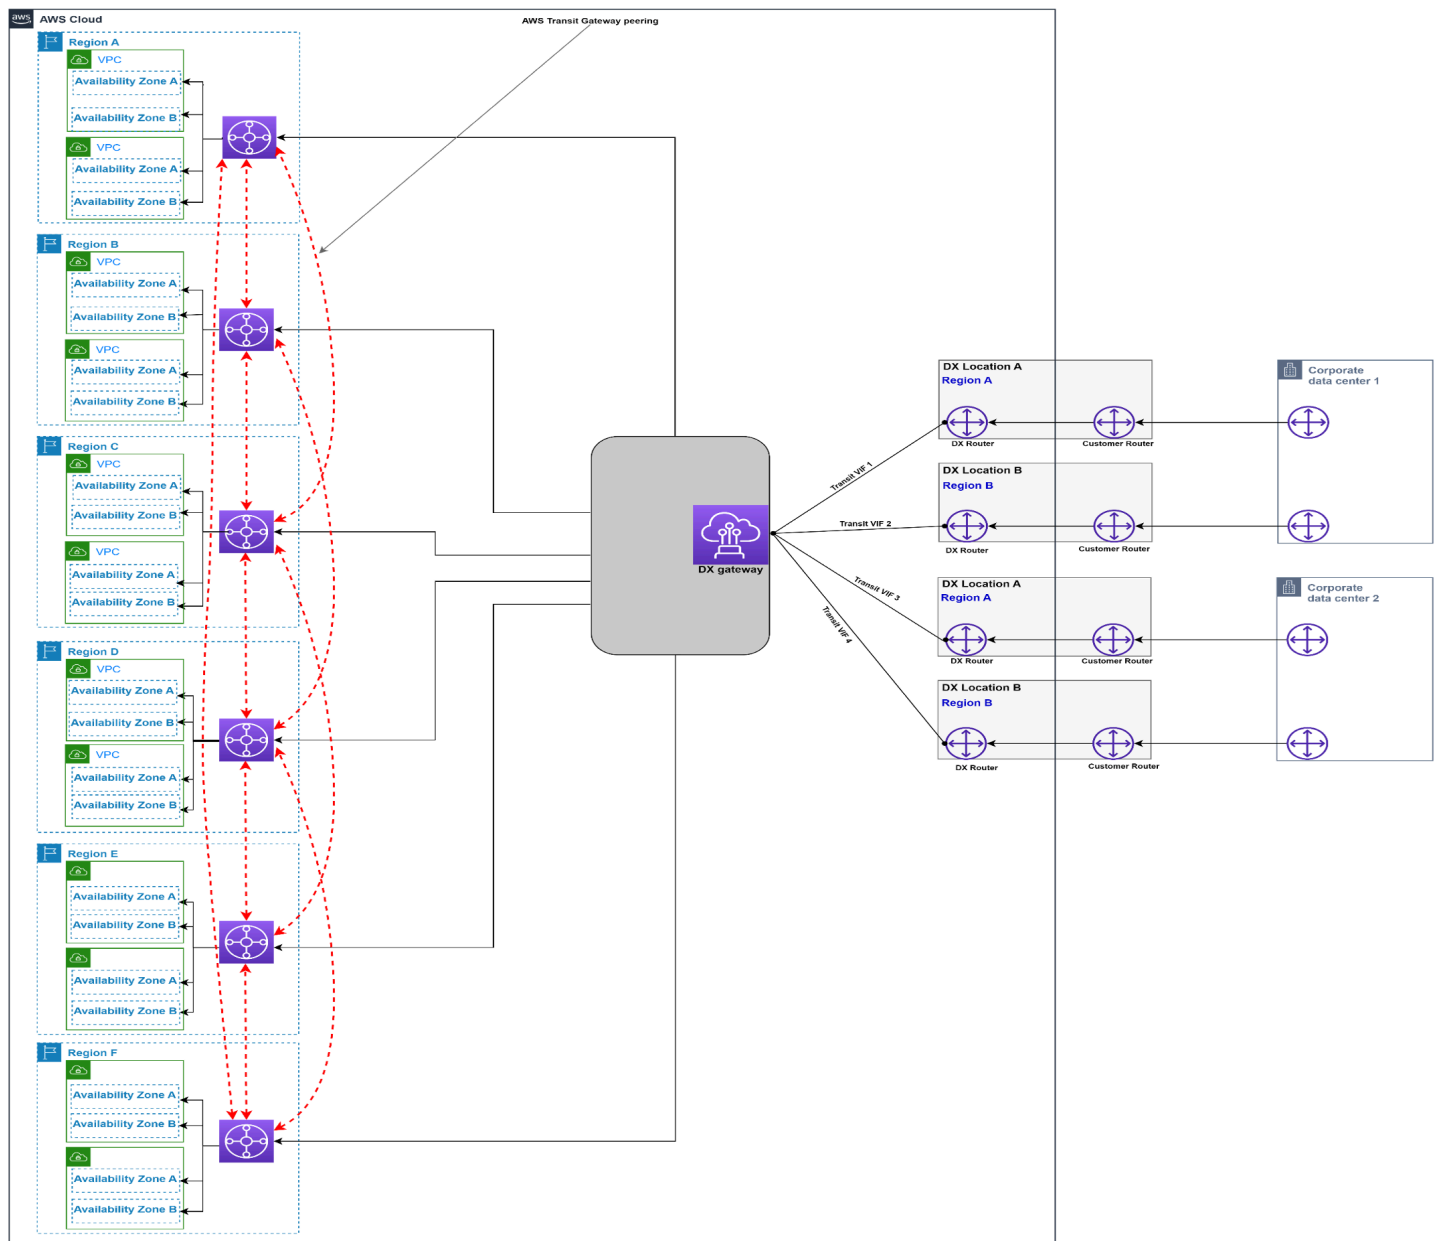 aws
AWS Cloud
AWS Transit Gateway peering
Region A
VPC
Availability Zone A
Availability Zone B
VPC
Availability Zone A
Availability Zone B
Region B
VPC
Availability Zone A
Availability Zone B
VPC
Availability Zone A
Availability Zone B
Region C
VPC
Availability Zone A
Availability Zone B
VPC
Availability Zone A
Availability Zone B
Region D
VPC
Availability Zone A
Availability Zone B
VPC
Availability Zone A
Availability Zone B
Region E
Availability Zone A
Availability Zone B
Availability Zone A
Availability Zone B
Region F
Availability Zone A
Availability Zone B
Availability Zone A
Availability Zone B
DX gateway
Transit VIF 1
Transit VIF 2
Transit VIF 3
Transit VIF 4
DX Location A
Region A
DX Router
Customer Router
DX Location B
Region B
DX Router
Customer Router
DX Location A
Region A
DX Router
Customer Router
DX Location B
Region B
DX Router
Customer Router
Corporate
data center 1
Corporate
data center 2